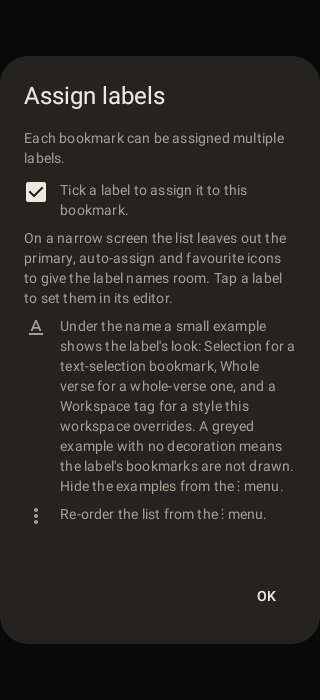 Assign labels
Each bookmark can be assigned multiple
labels.
Tick a label to assign it to this
bookmark.
On a narrow screen the list leaves out the
primary, auto-assign and favourite icons
to give the label names room. Tap a label
to set them in its editor.
Under the name a small example
shows the label's look: Selection for a
text-selection bookmark, Whole
verse for a whole-verse one, and a
Workspace tag for a style this
workspace overrides. A greyed
example with no decoration means
the label's bookmarks are not drawn.
Hide the examples from the ⋮ menu.
Re-order the list from the ⋮ menu.
OK